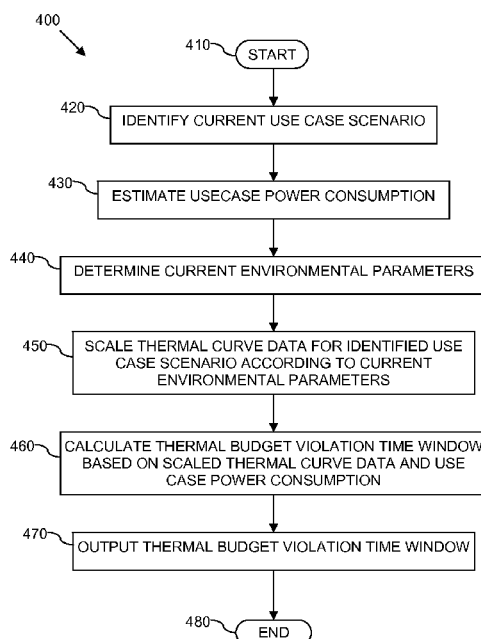 400
410
START
420
IDENTIFY CURRENT USE CASE SCENARIO
430
ESTIMATE USECASE POWER CONSUMPTION
440
DETERMINE CURRENT ENVIRONMENTAL PARAMETERS
450
SCALE THERMAL CURVE DATA FOR IDENTIFIED USE
CASE SCENARIO ACCORDING TO CURRENT
ENVIRONMENTAL PARAMETERS
460
CALCULATE THERMAL BUDGET VIOLATION TIME WINDOW
BASED ON SCALED THERMAL CURVE DATA AND USE
CASE POWER CONSUMPTION
470
OUTPUT THERMAL BUDGET VIOLATION TIME WINDOW
480
END